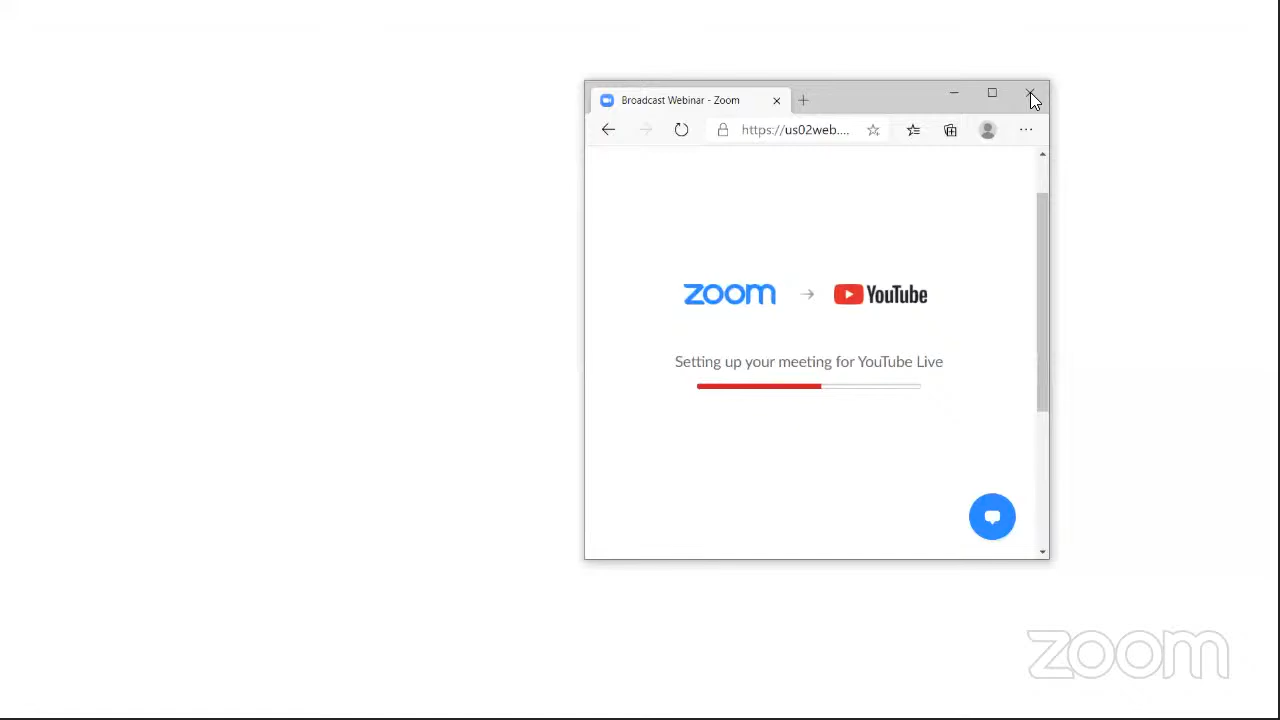 Broadcast Webinar - Zoom
https://us02web....
zoom → YouTube
Setting up your meeting for YouTube Live
zoom